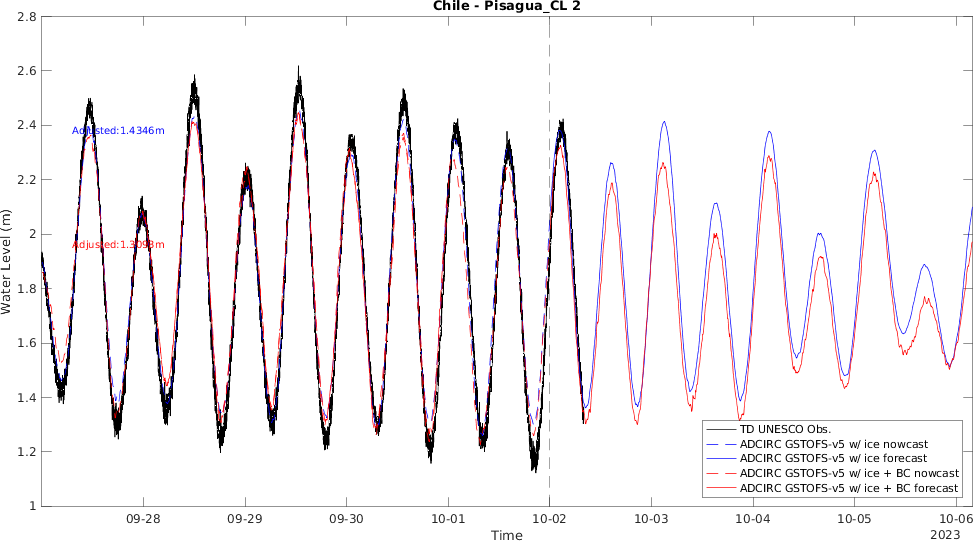 Chile - Pisagua_CL 2
2.8
2.6
2.4
2.2
2
1.8
1.6
1.4
1.2
1
Water Level (m)
Adjusted:1.4346m
Adjusted:1.3093m
TD UNESCO Obs.
ADCIRC GSTOFS-v5 w/ ice nowcast
ADCIRC GSTOFS-v5 w/ ice forecast
ADCIRC GSTOFS-v5 w/ ice + BC nowcast
ADCIRC GSTOFS-v5 w/ ice + BC forecast
09-28 09-29 09-30 10-01 10-02 10-03 10-04 10-05 10-06
Time
2023